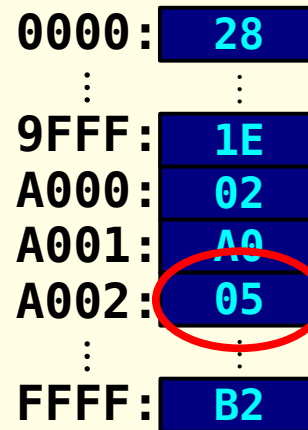 0000: 28
⋮ ⋮
9FFF: 1E
A000: 02
A001: A0
A002: 05
⋮ ⋮
FFFF: B2